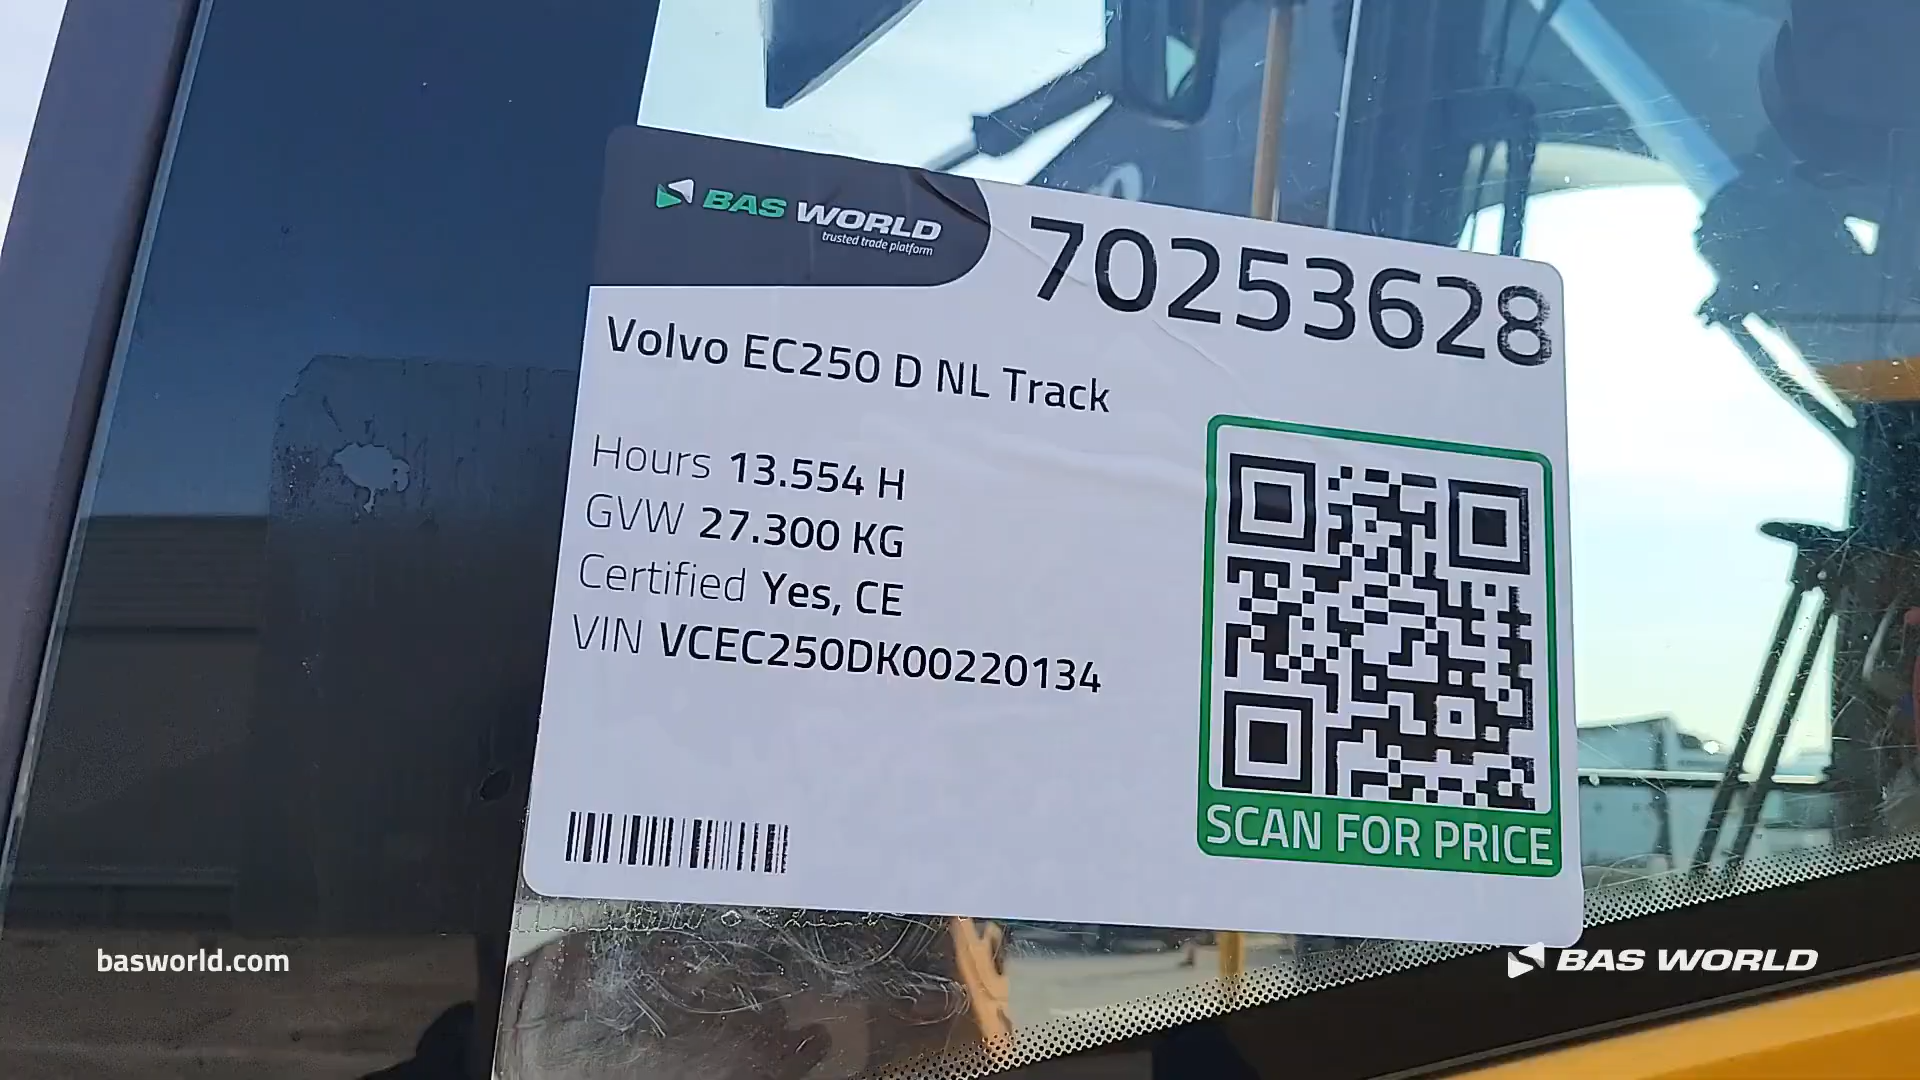 BAS WORLD
trusted trade platform
70253628
Volvo EC250 D NL Track
Hours 13.554 H
GVW 27.300 KG
Certified Yes, CE
VIN VCEC250DK00220134
SCAN FOR PRICE
basworld.com
BAS WORLD